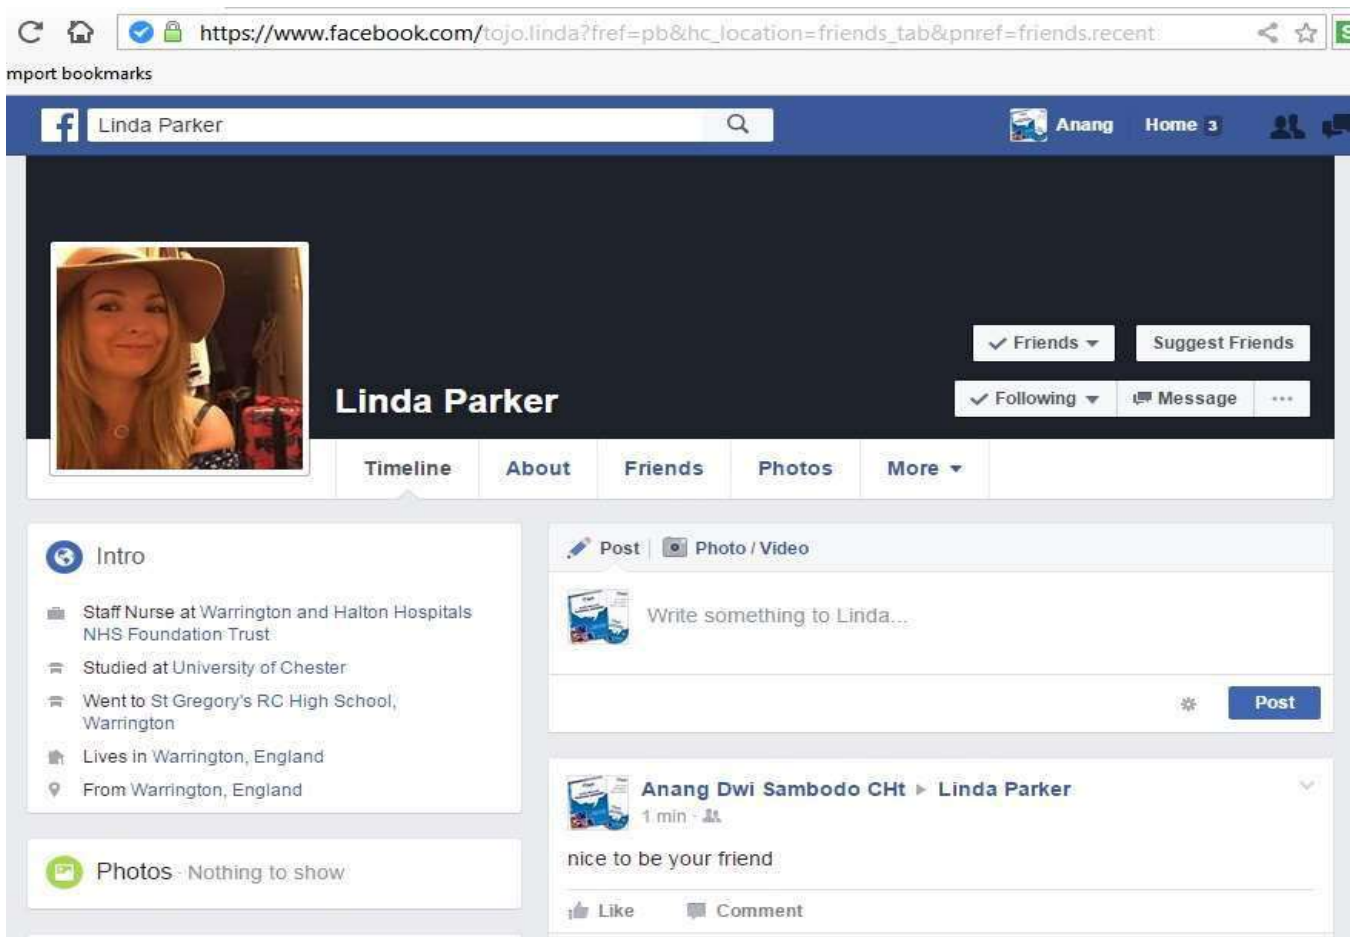 https://www.facebook.com/tojo.linda?fref=pb&hc_location=friends_tab&pnref=friends.recent
mport bookmarks
Linda Parker
Anang
Home 3
Friends
Suggest Friends
Linda Parker
Following
Message
Timeline
About
Friends
Photos
More
Intro
Staff Nurse at Warrington and Halton Hospitals
NHS Foundation Trust
Studied at University of Chester
Went to St Gregory's RC High School,
Warrington
Lives in Warrington, England
From Warrington, England
Photos · Nothing to show
Post
Photo / Video
Write something to Linda...
Post
Anang Dwi Sambodo CHt ▸ Linda Parker
1 min ·
nice to be your friend
Like
Comment